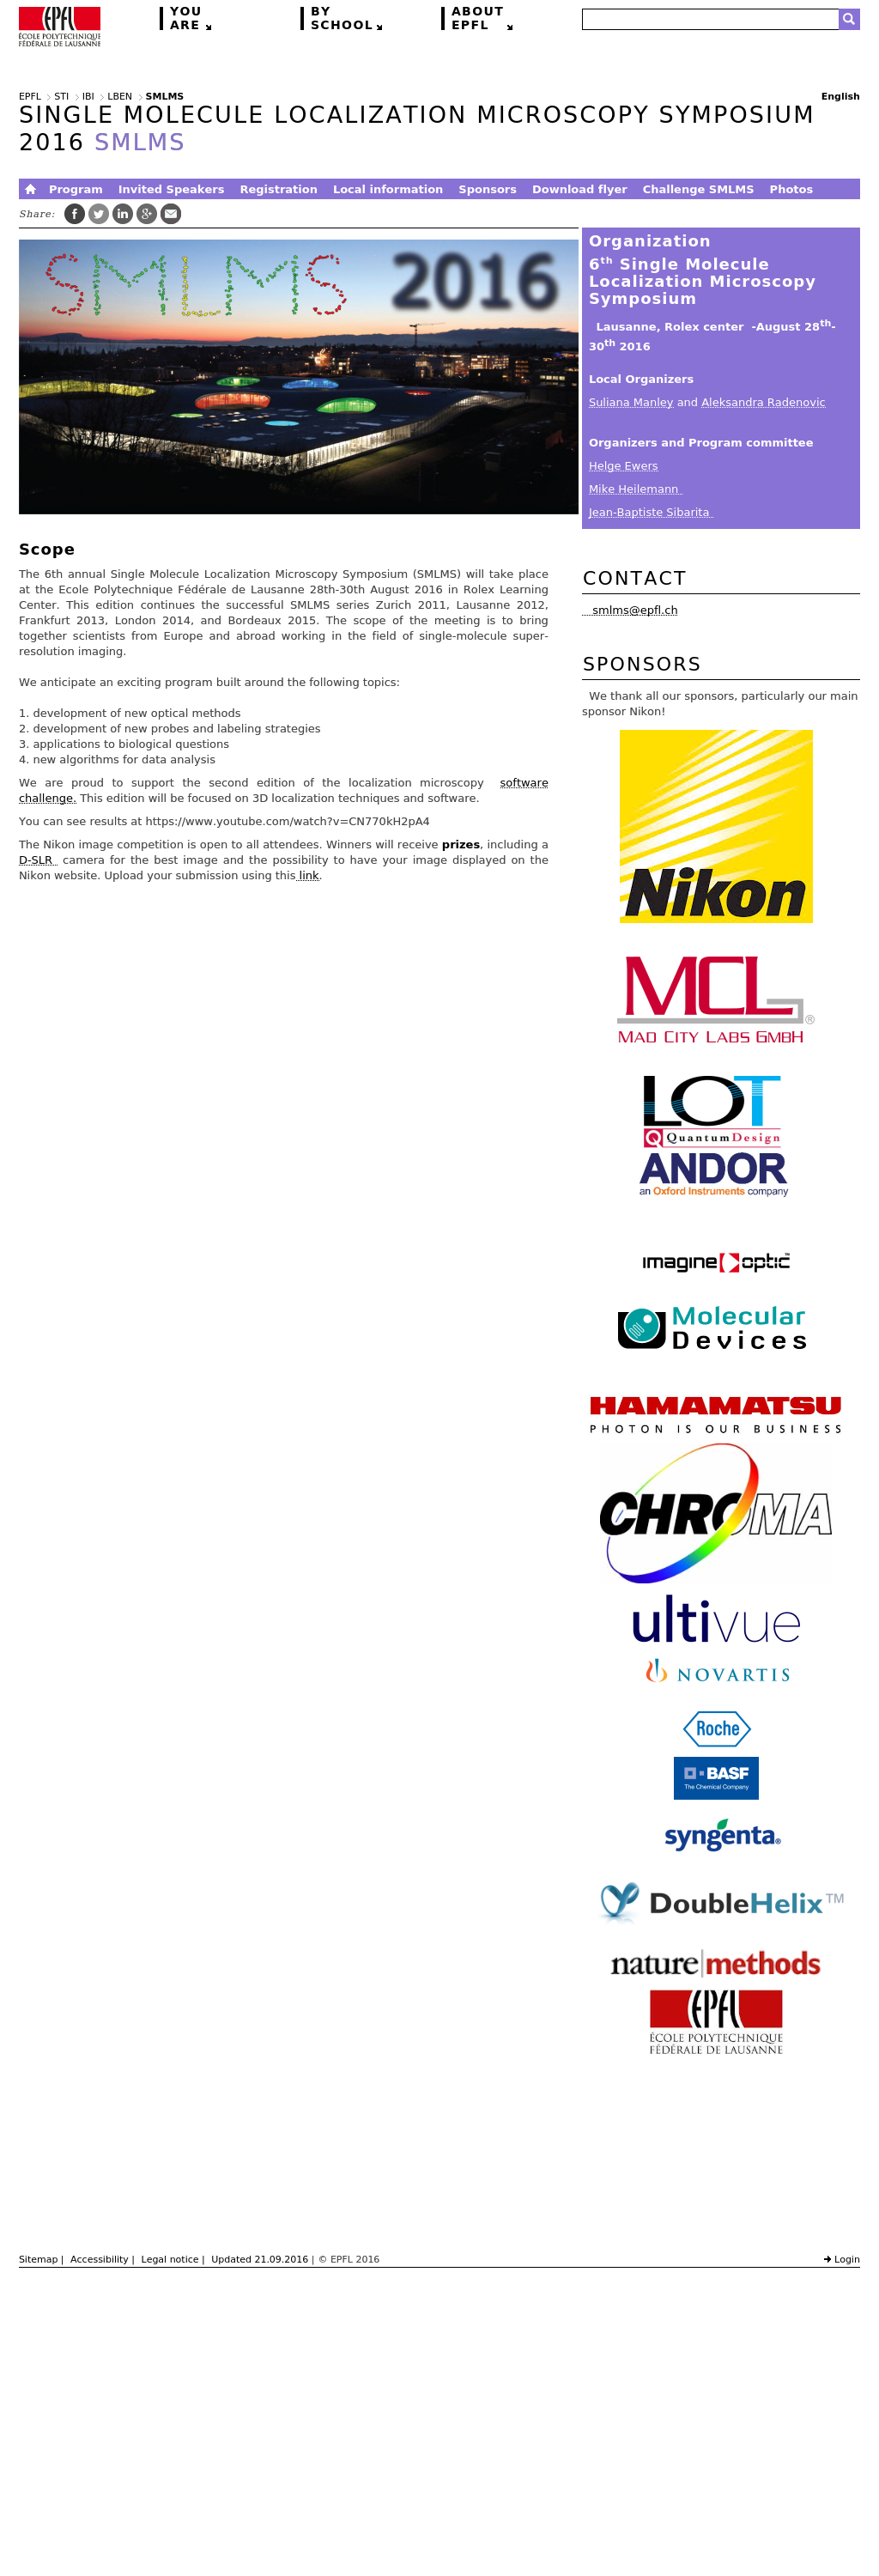 EPFL
ÉCOLE POLYTECHNIQUE
FÉDÉRALE DE LAUSANNE
YOU
ARE
BY
SCHOOL
ABOUT
EPFL
EPFL STI IBI LBEN SMLMS
English
SINGLE MOLECULE LOCALIZATION MICROSCOPY SYMPOSIUM
2016 SMLMS
Program Invited Speakers Registration Local information Sponsors Download flyer Challenge SMLMS Photos
Share:
SMLMS 2016
Scope
The 6th annual Single Molecule Localization Microscopy Symposium (SMLMS) will take place
at the Ecole Polytechnique Fédérale de Lausanne 28th-30th August 2016 in Rolex Learning
Center. This edition continues the successful SMLMS series Zurich 2011, Lausanne 2012,
Frankfurt 2013, London 2014, and Bordeaux 2015. The scope of the meeting is to bring
together scientists from Europe and abroad working in the field of single-molecule super-
resolution imaging.
We anticipate an exciting program built around the following topics:
1. development of new optical methods
2. development of new probes and labeling strategies
3. applications to biological questions
4. new algorithms for data analysis
We are proud to support the second edition of the localization microscopy software
challenge. This edition will be focused on 3D localization techniques and software.
You can see results at https://www.youtube.com/watch?v=CN770kH2pA4
The Nikon image competition is open to all attendees. Winners will receive prizes, including a
D-SLR camera for the best image and the possibility to have your image displayed on the
Nikon website. Upload your submission using this link.
Organization
6th Single Molecule
Localization Microscopy
Symposium
Lausanne, Rolex center -August 28th-
30th 2016
Local Organizers
Suliana Manley and Aleksandra Radenovic
Organizers and Program committee
Helge Ewers
Mike Heilemann
Jean-Baptiste Sibarita
CONTACT
smlms@epfl.ch
SPONSORS
We thank all our sponsors, particularly our main
sponsor Nikon!
Nikon
MCL®
MAD CITY LABS GMBH
LOT
QuantumDesign
ANDOR
an Oxford Instruments company
imagine optic™
Molecular
Devices
HAMAMATSU
PHOTON IS OUR BUSINESS
CHROMA
ultivue
NOVARTIS
Roche
BASF
The Chemical Company
syngenta®
DoubleHelix™
nature methods
EPFL
ÉCOLE POLYTECHNIQUE
FÉDÉRALE DE LAUSANNE
Sitemap | Accessibility | Legal notice | Updated 21.09.2016 | © EPFL 2016
Login